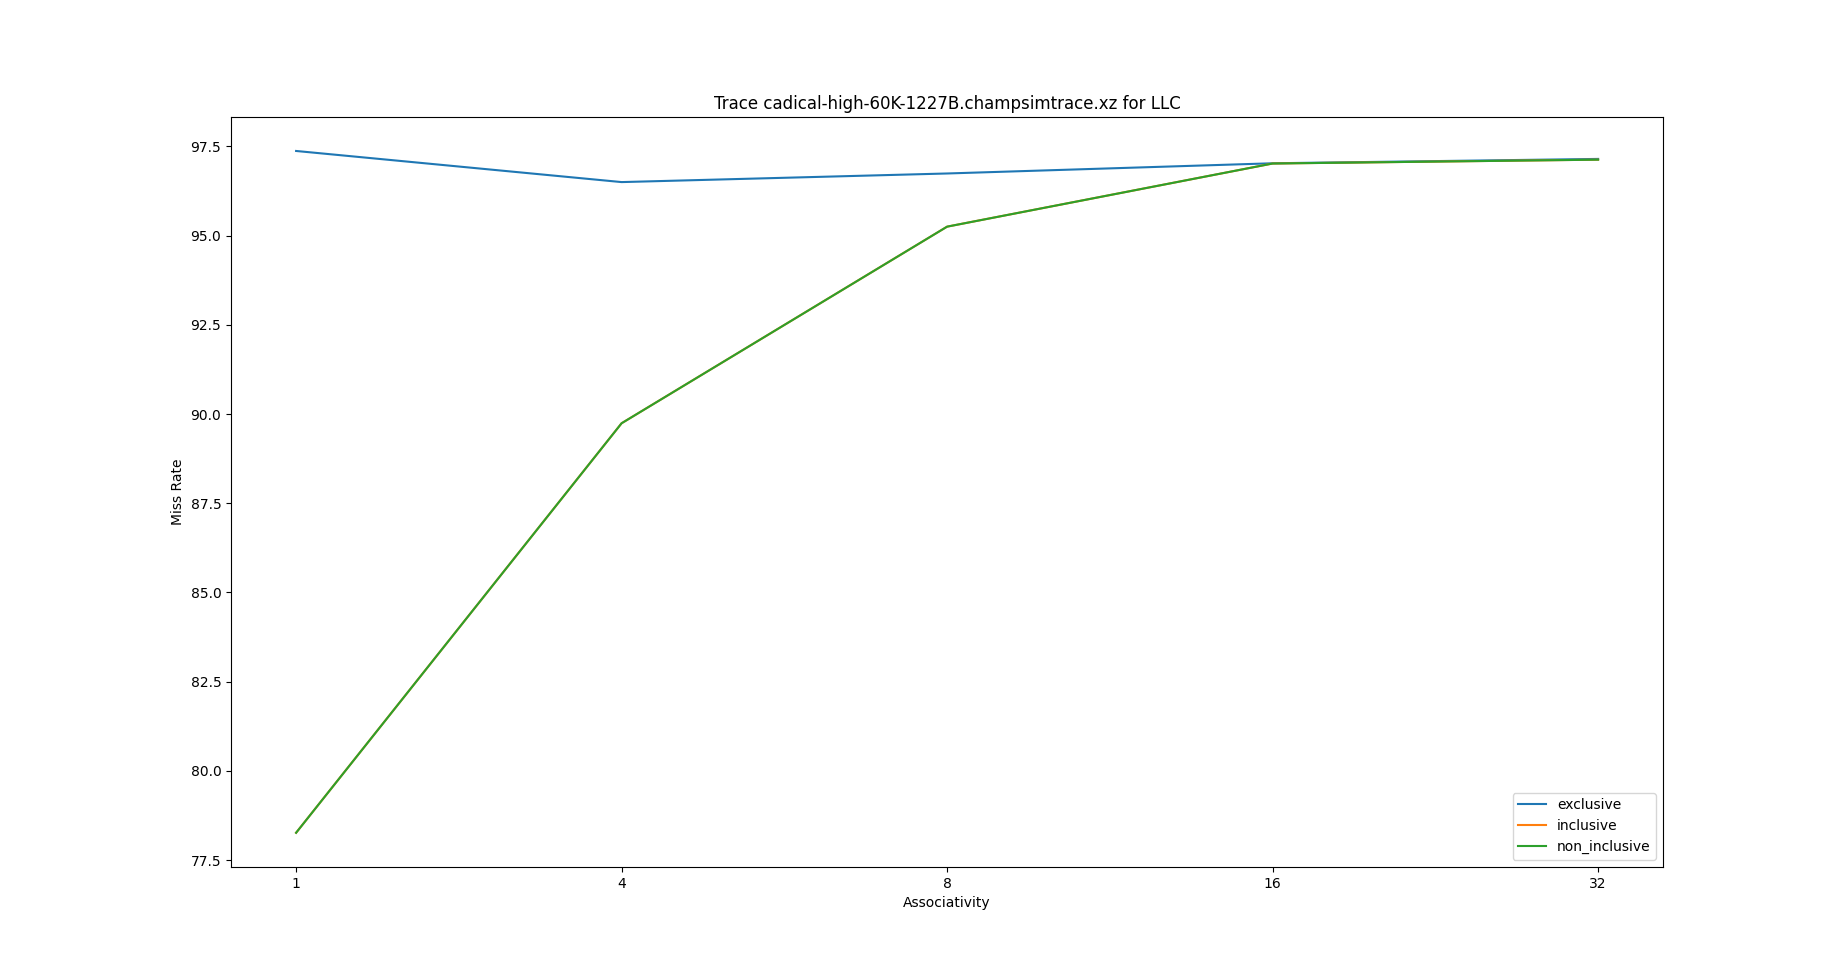 Trace cadical-high-60K-1227B.champsimtrace.xz for LLC
97.5
95.0
92.5
90.0
87.5
85.0
82.5
80.0
77.5
Miss Rate
1 4 8 16 32
Associativity
exclusive
inclusive
non_inclusive